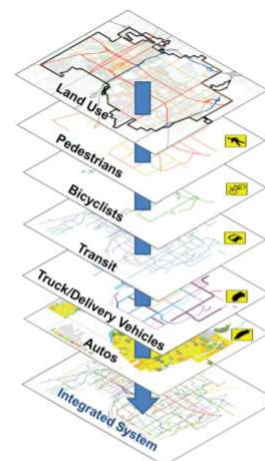 Land Use
Pedestrians
Bicyclists
Transit
Truck/Delivery Vehicles
Autos
Integrated System